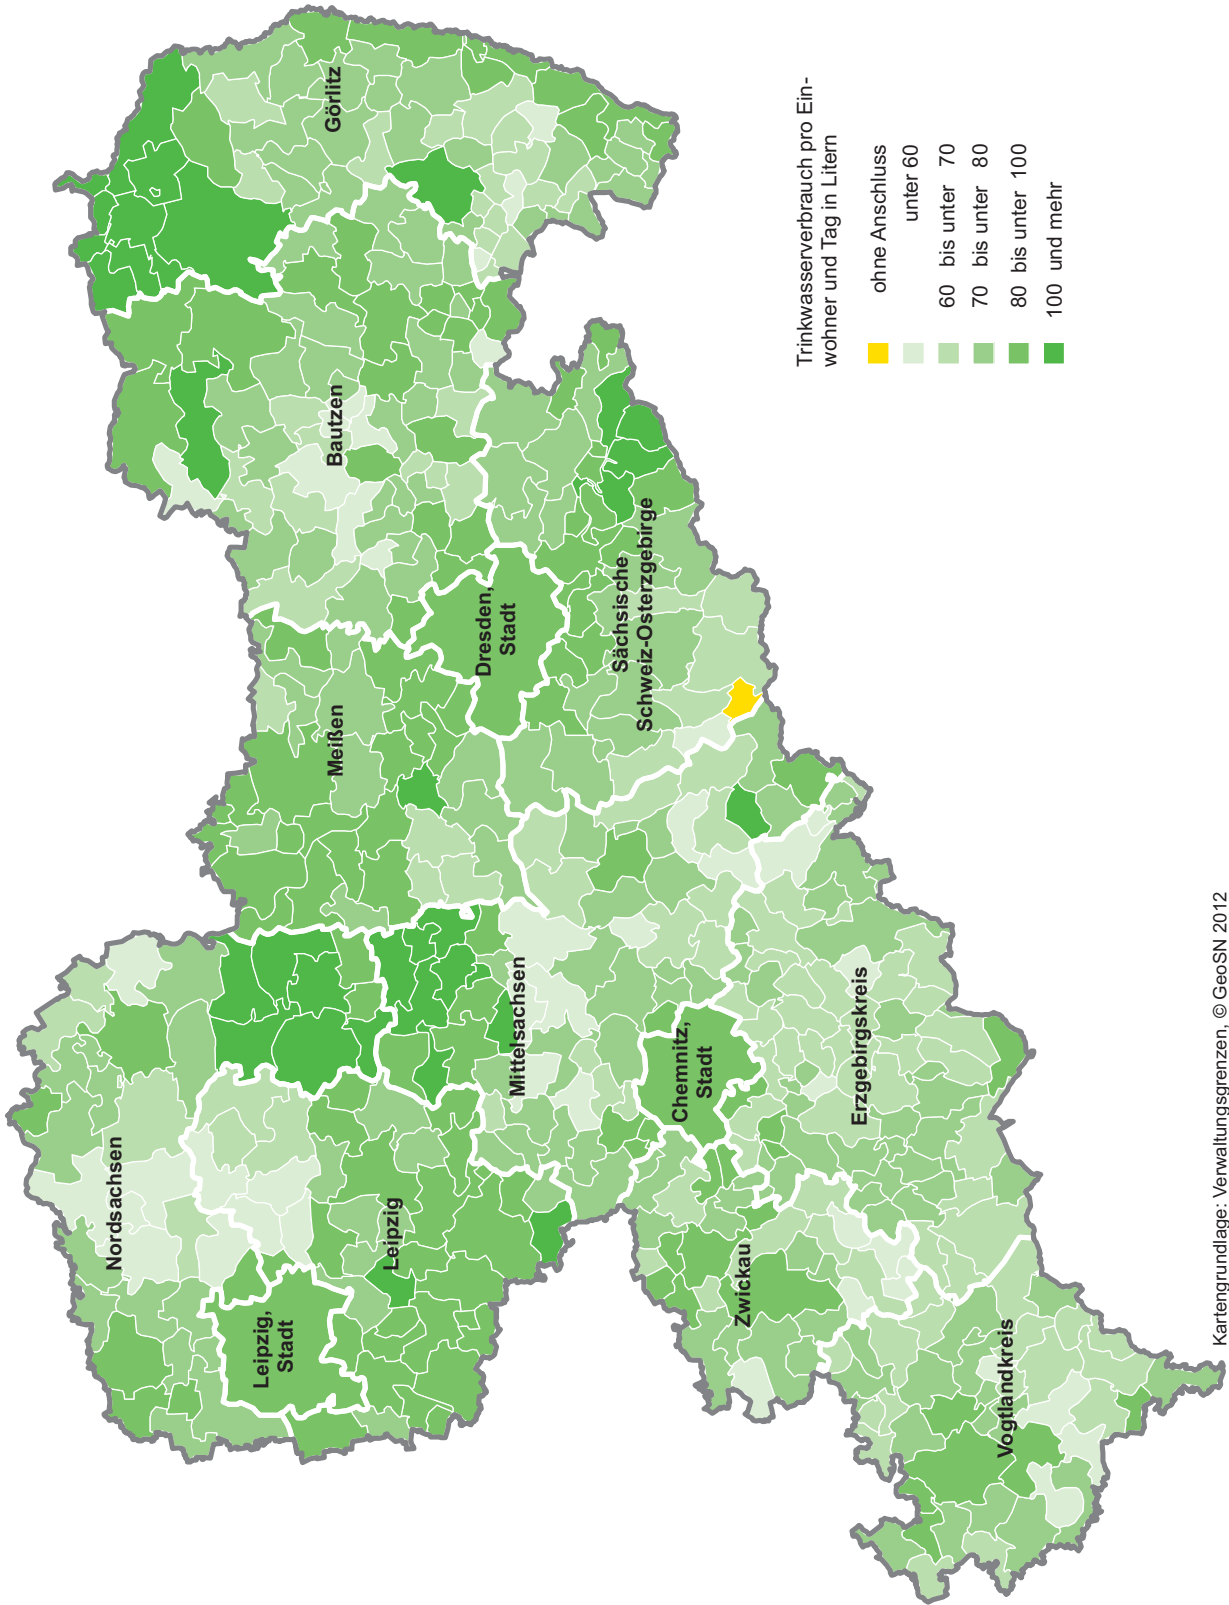 Nordsachsen
Leipzig,
Stadt
Leipzig
Meißen
Bautzen
Görlitz
Dresden,
Stadt
Sächsische
Schweiz-Osterzgebirge
Mittelsachsen
Chemnitz,
Stadt
Zwickau
Erzgebirgskreis
Vogtlandkreis
Trinkwasserverbrauch pro Ein-
wohner und Tag in Litern
ohne Anschluss
unter 60
60 bis unter 70
70 bis unter 80
80 bis unter 100
100 und mehr
Kartengrundlage: Verwaltungsgrenzen, © GeoSN 2012